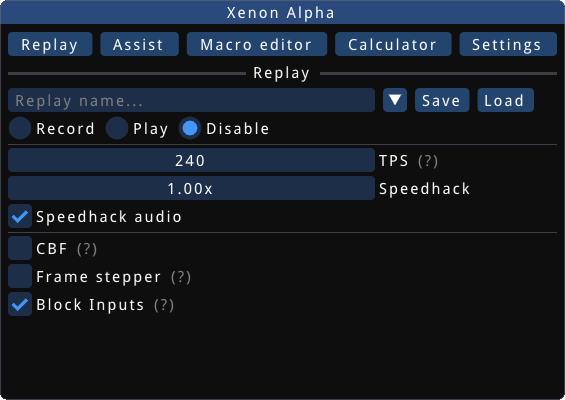 Xenon Alpha
Replay Assist Macro editor Calculator Settings
Replay
Replay name... Save Load
Record Play Disable
240 TPS (?)
1.00x Speedhack
Speedhack audio
CBF (?)
Frame stepper (?)
Block Inputs (?)